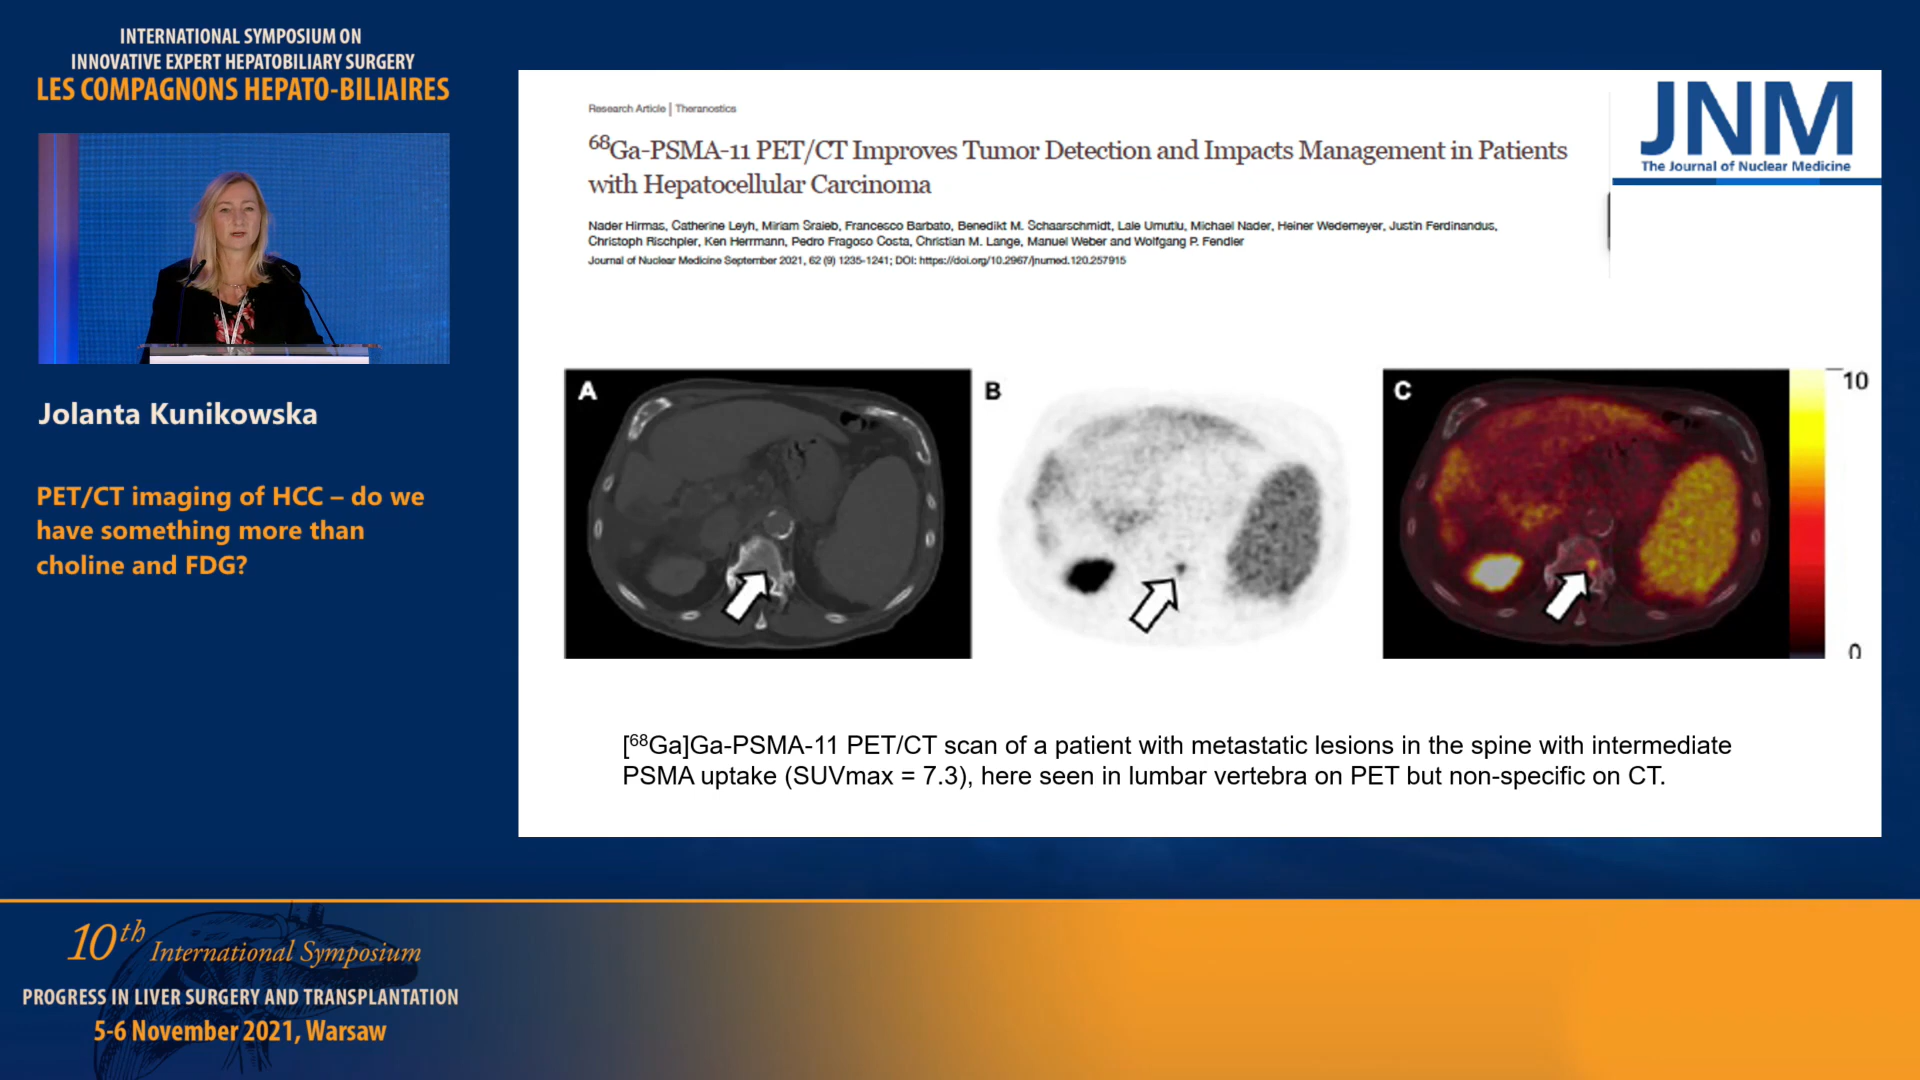 INTERNATIONAL SYMPOSIUM ON
INNOVATIVE EXPERT HEPATOBILIARY SURGERY
LES COMPAGNONS HEPATO-BILIAIRES
Jolanta Kunikowska
PET/CT imaging of HCC – do we
have something more than
choline and FDG?
Research Article | Theranostics
⁶⁸Ga-PSMA-11 PET/CT Improves Tumor Detection and Impacts Management in Patients
with Hepatocellular Carcinoma
Nader Hirmas, Catherine Leyh, Miriam Sraieb, Francesco Barbato, Benedikt M. Schaarschmidt, Lale Umutlu, Michael Nader, Heiner Wedemeyer, Justin Ferdinandus,
Christoph Rischpler, Ken Herrmann, Pedro Fragoso Costa, Christian M. Lange, Manuel Weber and Wolfgang P. Fendler
Journal of Nuclear Medicine September 2021, 62 (9) 1235-1241; DOI: https://doi.org/10.2967/jnumed.120.257915
JNM
The Journal of Nuclear Medicine
A
B
C
10
0
[⁶⁸Ga]Ga-PSMA-11 PET/CT scan of a patient with metastatic lesions in the spine with intermediate
PSMA uptake (SUVmax = 7.3), here seen in lumbar vertebra on PET but non-specific on CT.
10th International Symposium
PROGRESS IN LIVER SURGERY AND TRANSPLANTATION
5-6 November 2021, Warsaw